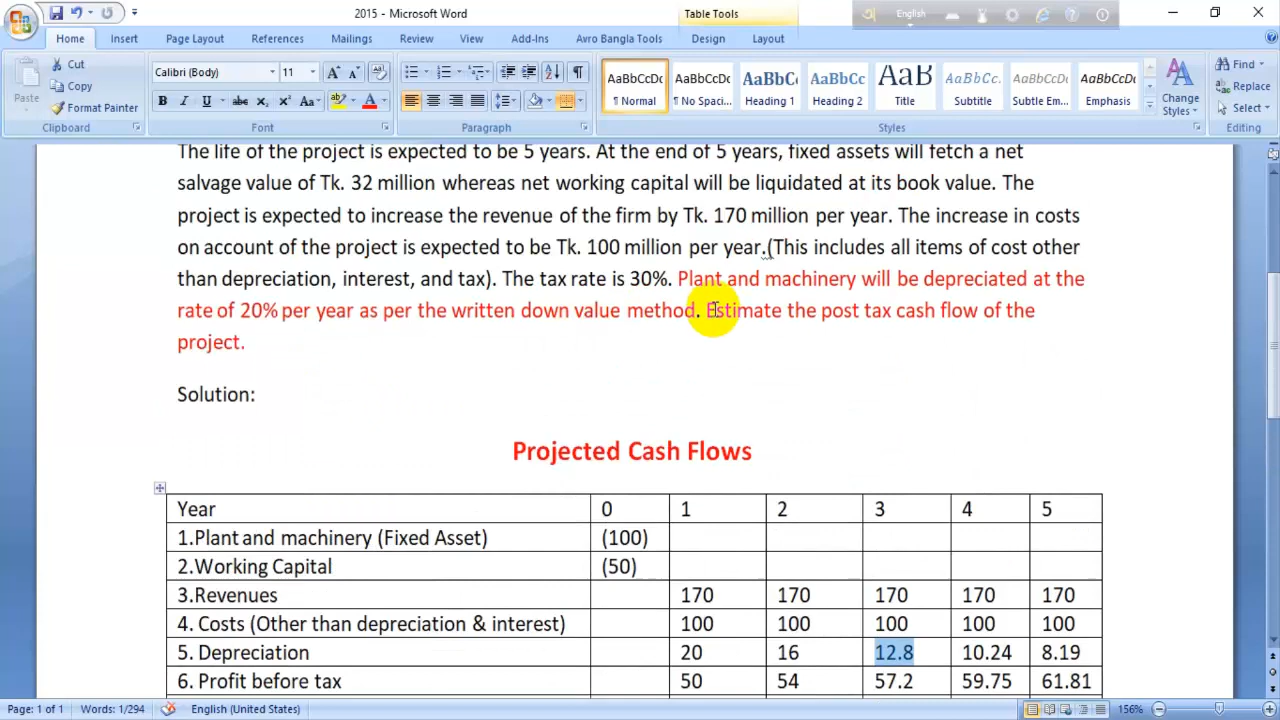 2015 - Microsoft Word
Table Tools
English
Home Insert Page Layout References Mailings Review View Add-Ins Avro Bangla Tools Design Layout
Paste
Cut
Copy
Format Painter
Clipboard
Calibri (Body) 11
Font
Paragraph
AaBbCcDc AaBbCcDc AaBbCc AaBbCc AaB AaBbCc. AaBbCcDc AaBbCcDc
¶ Normal ¶ No Spaci... Heading 1 Heading 2 Title Subtitle Subtle Em... Emphasis
Change Styles
Styles
Find
Replace
Select
Editing
The life of the project is expected to be 5 years. At the end of 5 years, fixed assets will fetch a net
salvage value of Tk. 32 million whereas net working capital will be liquidated at its book value. The
project is expected to increase the revenue of the firm by Tk. 170 million per year. The increase in costs
on account of the project is expected to be Tk. 100 million per year.(This includes all items of cost other
than depreciation, interest, and tax). The tax rate is 30%. Plant and machinery will be depreciated at the
rate of 20% per year as per the written down value method. Estimate the post tax cash flow of the
project.
Solution:
Projected Cash Flows
Year 0 1 2 3 4 5
1.Plant and machinery (Fixed Asset) (100)
2.Working Capital (50)
3.Revenues 170 170 170 170 170
4. Costs (Other than depreciation & interest) 100 100 100 100 100
5. Depreciation 20 16 12.8 10.24 8.19
6. Profit before tax 50 54 57.2 59.75 61.81
Page: 1 of 1 Words: 1/294 English (United States) 156%